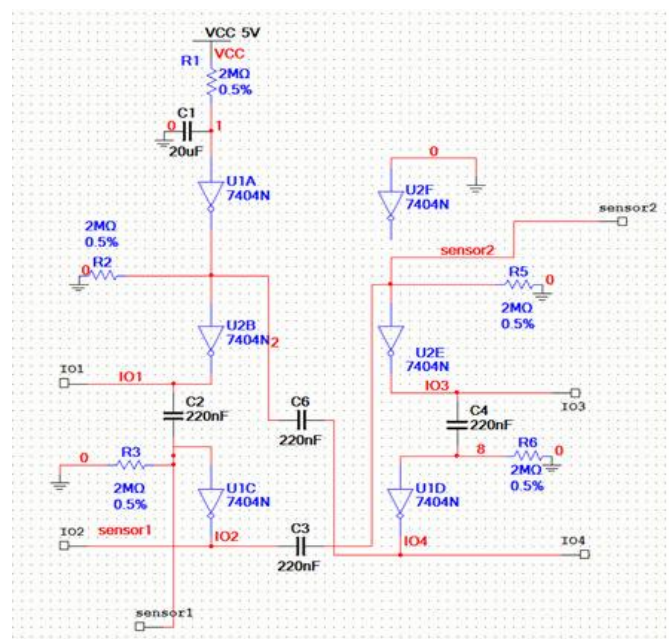 VCC 5V
VCC
R1
2MΩ
0.5%
C1
0
1
20uF
U1A
7404N
0
U2F
7404N
sensor2
sensor2
2MΩ
0.5%
R2
0
R5
0
2MΩ
0.5%
U2B
7404N
2
U2E
7404N
IO1
IO1
IO3
IO3
C2
220nF
C6
220nF
C4
220nF
0
R3
2MΩ
0.5%
8
R6
0
2MΩ
0.5%
U1C
7404N
U1D
7404N
IO2
sensor1
IO2
C3
220nF
IO4
IO4
sensor1